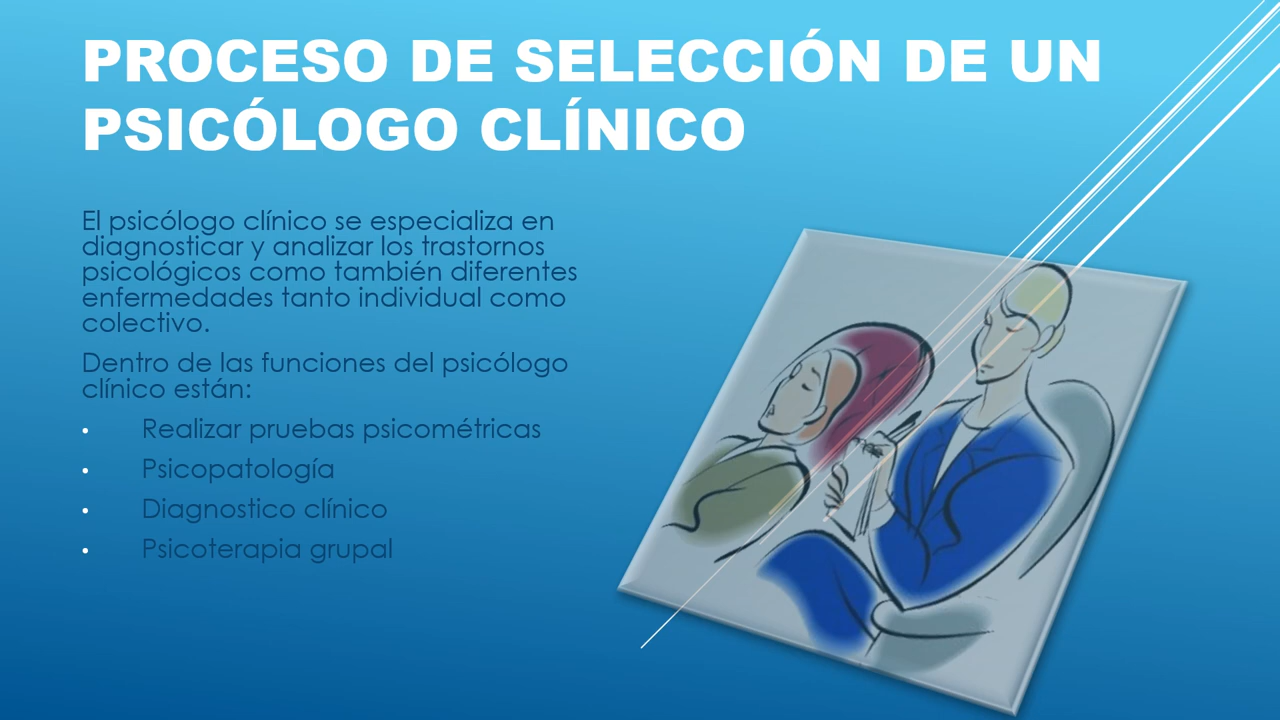 PROCESO DE SELECCIÓN DE UN
PSICÓLOGO CLÍNICO
El psicólogo clínico se especializa en
diagnosticar y analizar los trastornos
psicológicos como también diferentes
enfermedades tanto individual como
colectivo.
Dentro de las funciones del psicólogo
clínico están:
• Realizar pruebas psicométricas
• Psicopatología
• Diagnostico clínico
• Psicoterapia grupal